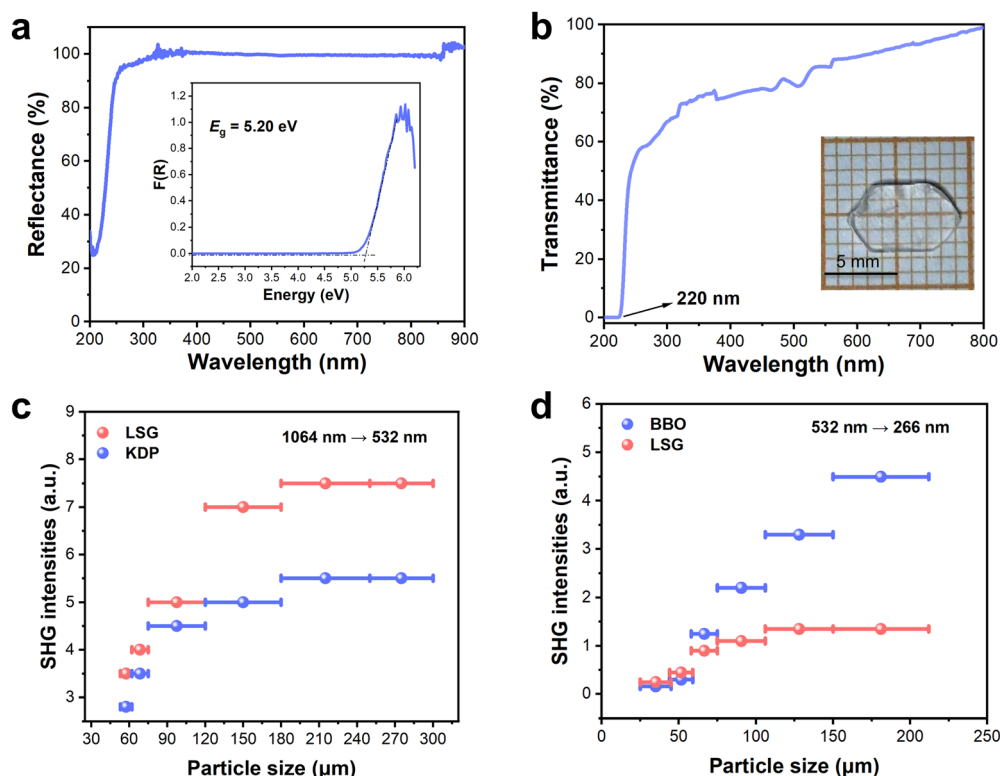 a
Reflectance (%)
100
80
60
40
20
0
200 300 400 500 600 700 800 900
Wavelength (nm)
Eg = 5.20 eV
F(R)
1.2
1.0
0.8
0.6
0.4
0.2
0.0
2.0 2.5 3.0 3.5 4.0 4.5 5.0 5.5 6.0
Energy (eV)
b
Transmittance (%)
100
80
60
40
20
0
200 300 400 500 600 700 800
Wavelength (nm)
220 nm
5 mm
c
SHG intensities (a.u.)
9
8
7
6
5
4
3
30 60 90 120 150 180 210 240 270 300
Particle size (μm)
LSG
KDP
1064 nm → 532 nm
d
SHG intensities (a.u.)
6
5
4
3
2
1
0
0 50 100 150 200 250
Particle size (μm)
BBO
LSG
532 nm → 266 nm